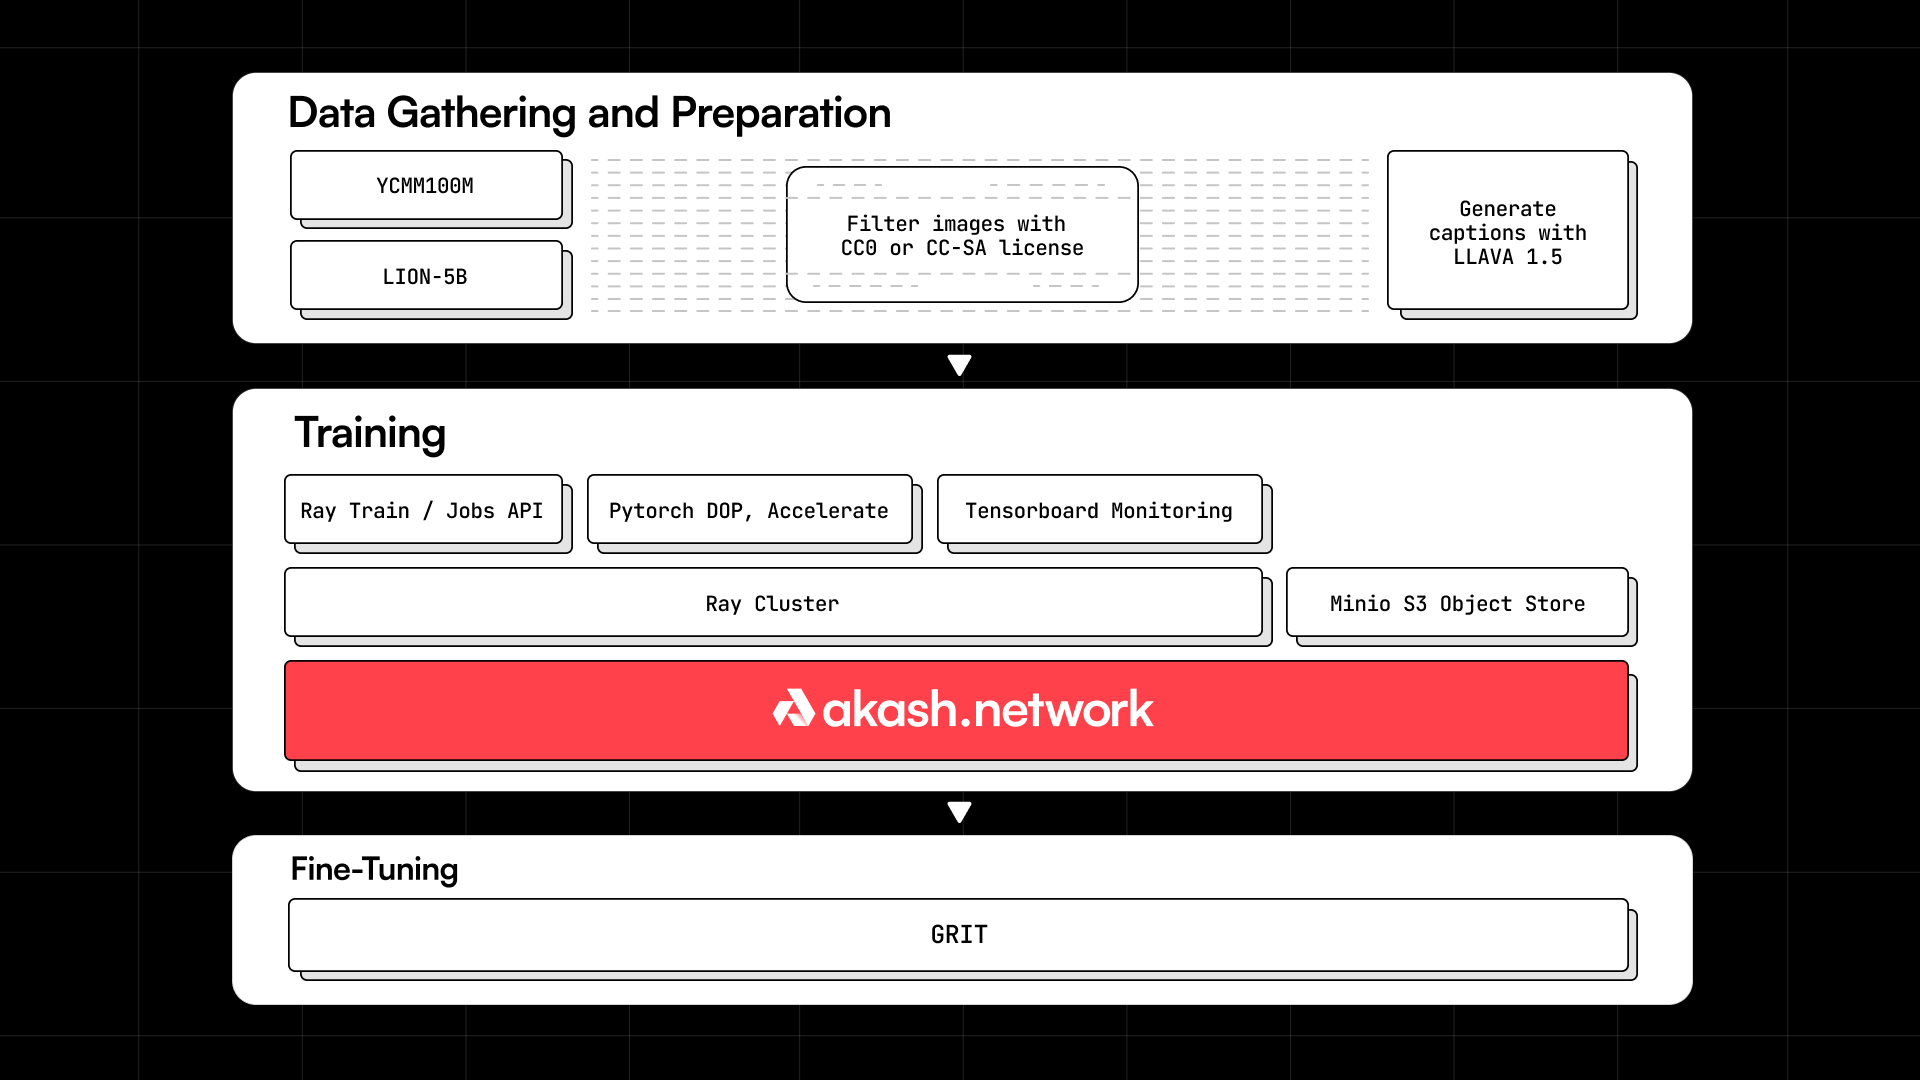 Data Gathering and Preparation
YCMM100M
LION-5B
Filter images with
CC0 or CC-SA license
Generate
captions with
LLAVA 1.5
Training
Ray Train / Jobs API
Pytorch DOP, Accelerate
Tensorboard Monitoring
Ray Cluster
Minio S3 Object Store
akash.network
Fine-Tuning
GRIT